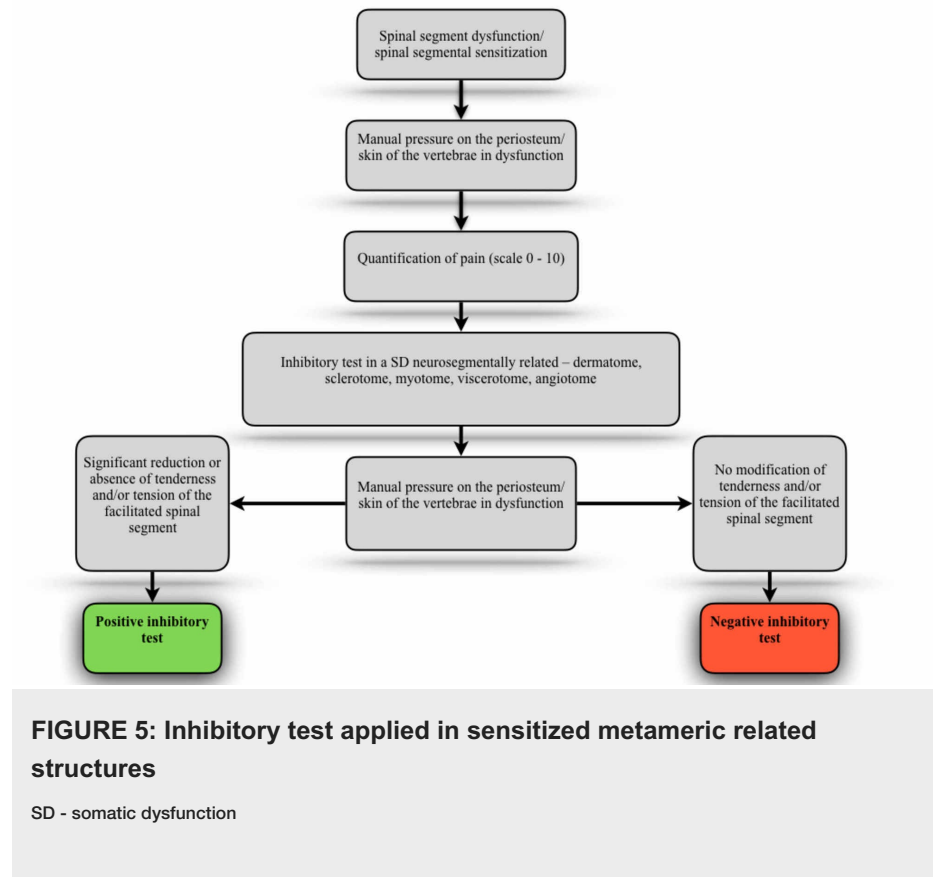 Spinal segment dysfunction/
spinal segmental sensitization
Manual pressure on the periosteum/
skin of the vertebrae in dysfunction
Quantification of pain (scale 0 - 10)
Inhibitory test in a SD neurosegmentally related – dermatome,
sclerotome, myotome, viscerotome, angiotome
Significant reduction or
absence of tenderness
and/or tension of the
facilitated spinal
segment
Manual pressure on the periosteum/
skin of the vertebrae in dysfunction
No modification of
tenderness and/or
tension of the facilitated
spinal segment
Positive inhibitory
test
Negative inhibitory
test
FIGURE 5: Inhibitory test applied in sensitized metameric related
structures
SD - somatic dysfunction